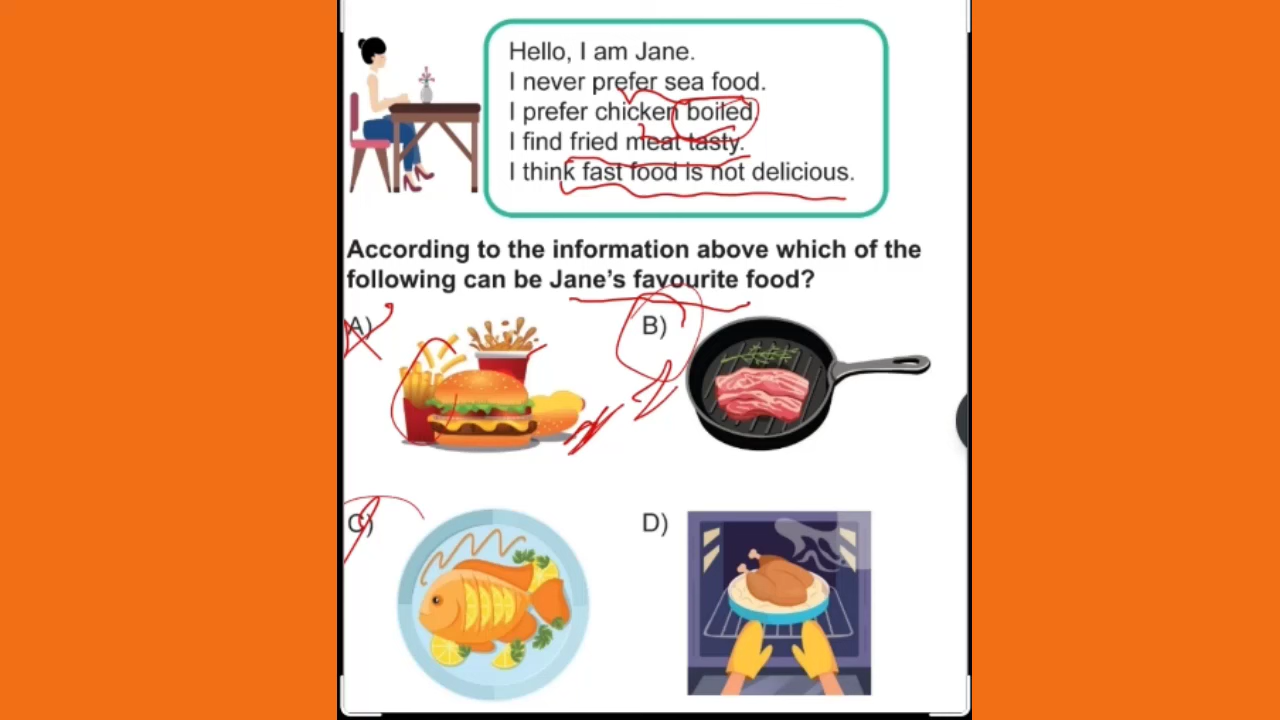 Hello, I am Jane.
I never prefer sea food.
I prefer chicken boiled.
I find fried meat tasty.
I think fast food is not delicious.
According to the information above which of the
following can be Jane's favourite food?
A)
B)
C)
D)